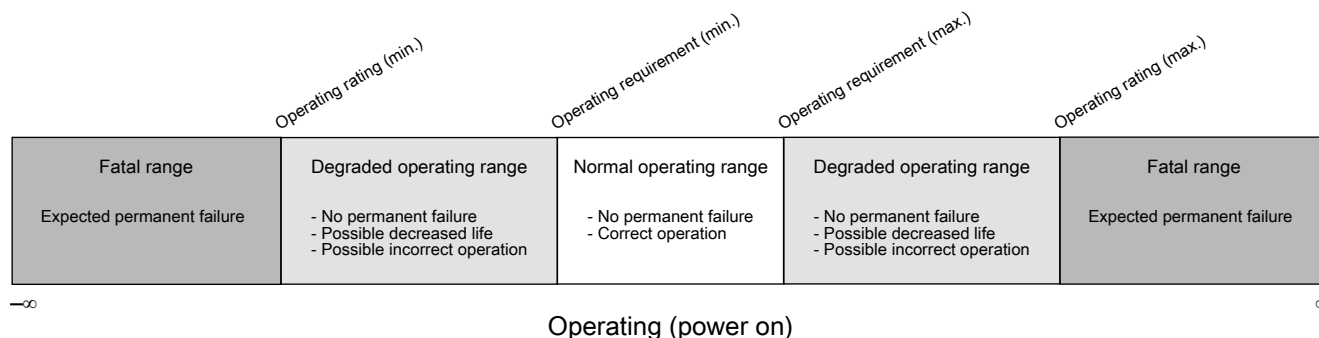 Operating rating (min.)
Operating requirement (min.)
Operating requirement (max.)
Operating rating (max.)
Fatal range
Expected permanent failure
Degraded operating range
- No permanent failure
- Possible decreased life
- Possible incorrect operation
Normal operating range
- No permanent failure
- Correct operation
Degraded operating range
- No permanent failure
- Possible decreased life
- Possible incorrect operation
Fatal range
Expected permanent failure
–∞
Operating (power on)